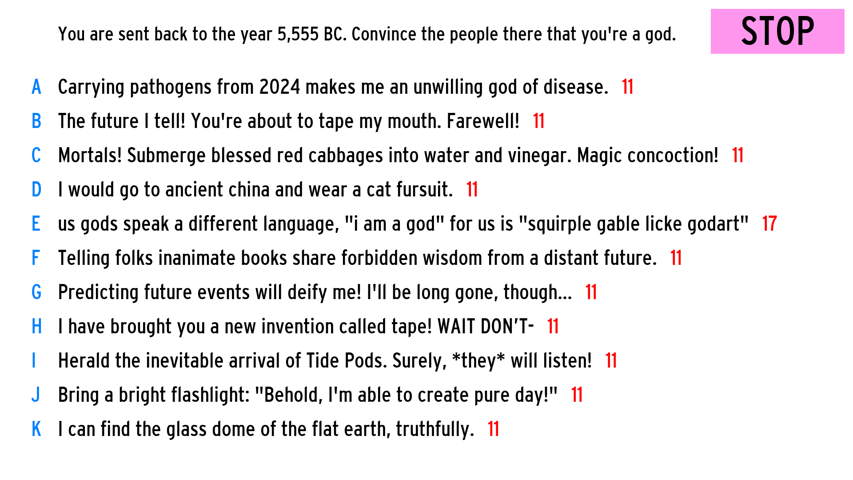 You are sent back to the year 5,555 BC. Convince the people there that you're a god.
STOP
A Carrying pathogens from 2024 makes me an unwilling god of disease. 11
B The future I tell! You're about to tape my mouth. Farewell! 11
C Mortals! Submerge blessed red cabbages into water and vinegar. Magic concoction! 11
D I would go to ancient china and wear a cat fursuit. 11
E us gods speak a different language, "i am a god" for us is "squirple gable licke godart" 17
F Telling folks inanimate books share forbidden wisdom from a distant future. 11
G Predicting future events will deify me! I'll be long gone, though... 11
H I have brought you a new invention called tape! WAIT DON'T- 11
I Herald the inevitable arrival of Tide Pods. Surely, *they* will listen! 11
J Bring a bright flashlight: "Behold, I'm able to create pure day!" 11
K I can find the glass dome of the flat earth, truthfully. 11